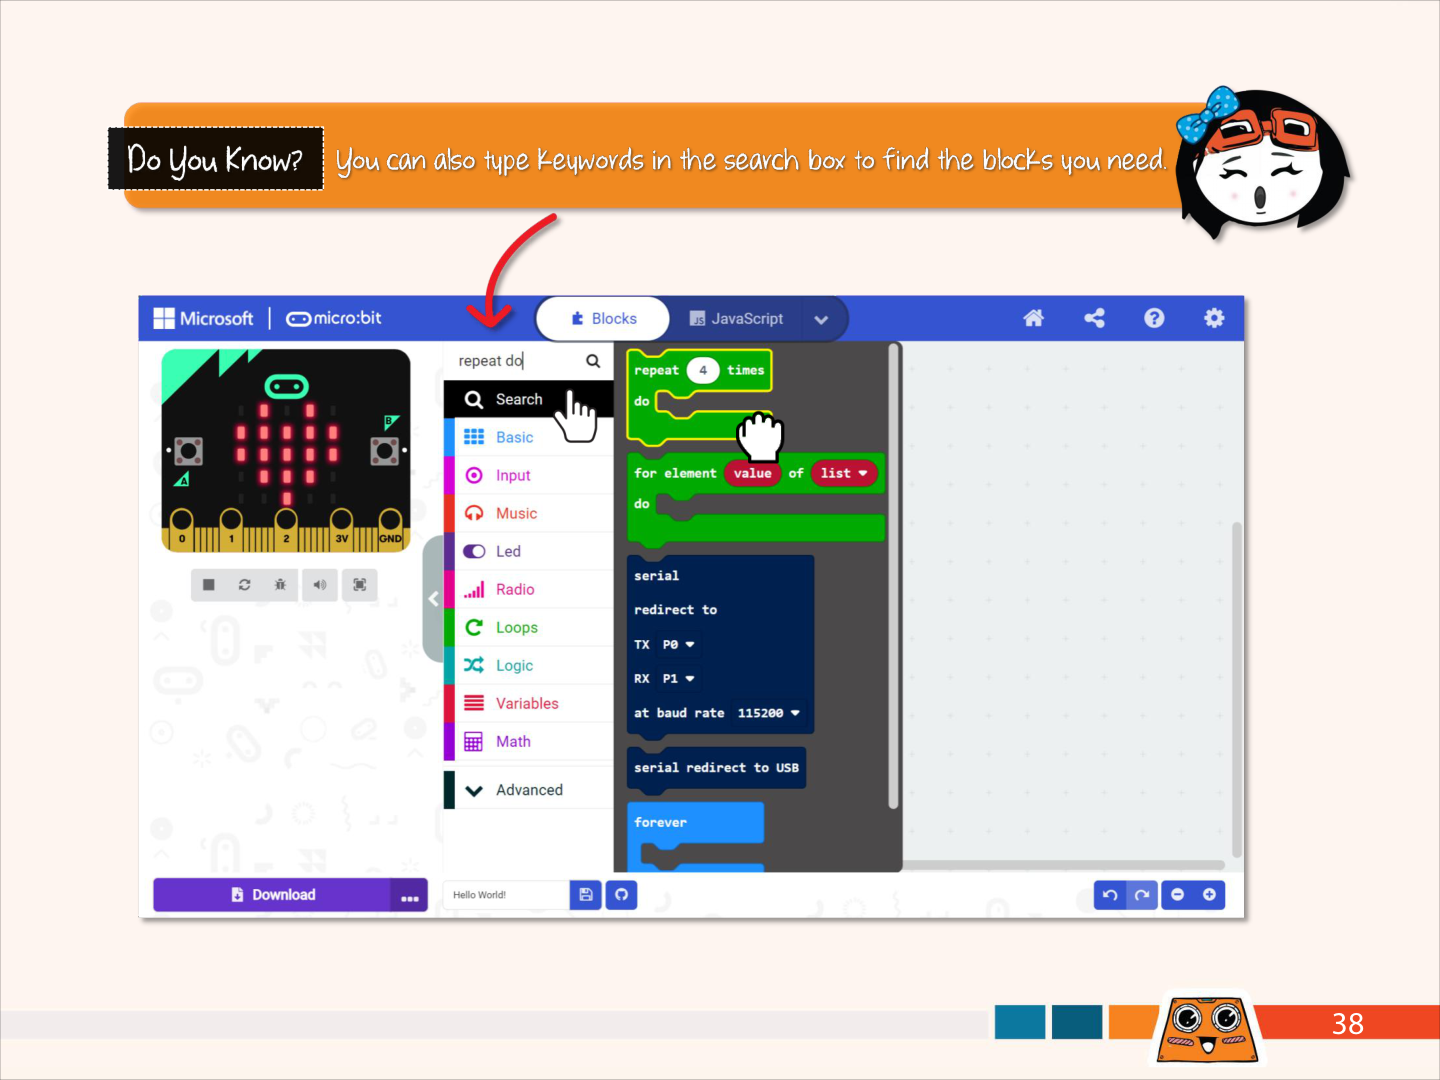 Do You Know?
You can also type keywords in the search box to find the blocks you need.
Microsoft
micro:bit
Blocks
JS
JavaScript
repeat do
Search
Basic
Input
Music
Led
Radio
Loops
Logic
Variables
Math
Advanced
A
B
0 1 2 3V GND
repeat 4 times
do
for element value of list
do
serial
redirect to
TX P0
RX P1
at baud rate 115200
serial redirect to USB
forever
Download
Hello World!
38